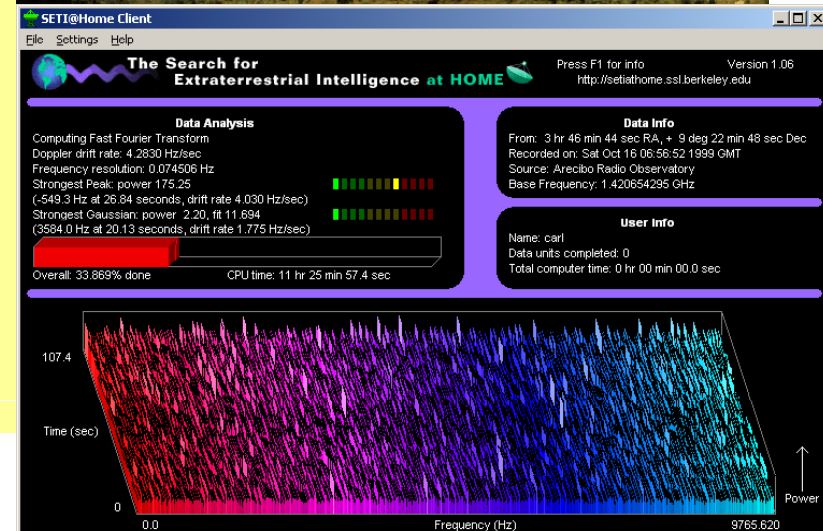 SETI@Home Client
File Settings Help
The Search for
Extraterrestrial Intelligence at HOME
Press F1 for info Version 1.06
http://setiathome.ssl.berkeley.edu
Data Analysis
Computing Fast Fourier Transform
Doppler drift rate: 4.2830 Hz/sec
Frequency resolution: 0.074506 Hz
Strongest Peak: power 175.25
(-549.3 Hz at 26.84 seconds, drift rate 4.030 Hz/sec)
Strongest Gaussian: power 2.20, fit 11.694
(3584.0 Hz at 20.13 seconds, drift rate 1.775 Hz/sec)
Overall: 33.869% done CPU time: 11 hr 25 min 57.4 sec
Data Info
From: 3 hr 46 min 44 sec RA, + 9 deg 22 min 48 sec Dec
Recorded on: Sat Oct 16 06:56:52 1999 GMT
Source: Arecibo Radio Observatory
Base Frequency: 1.420654295 GHz
User Info
Name: carl
Data units completed: 0
Total computer time: 0 hr 00 min 00.0 sec
107.4
Time (sec)
0
Power
0.0 Frequency (Hz) 9765.620